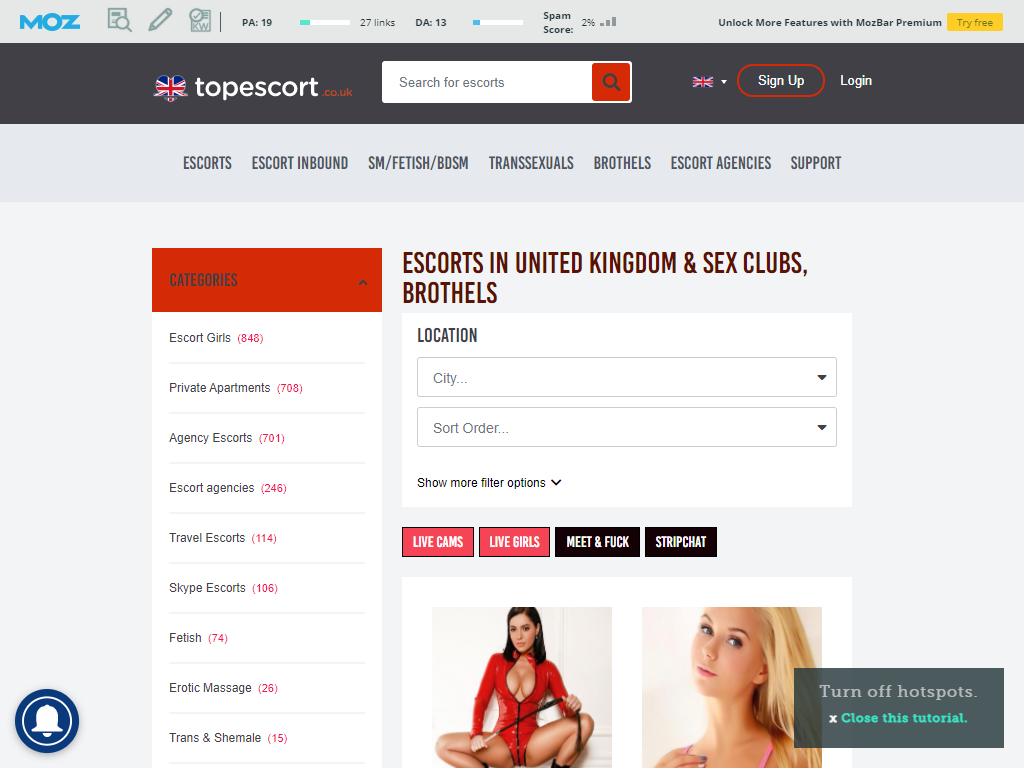 MOZ
PA: 19
27 links
DA: 13
Spam
Score:
2%
Unlock More Features with MozBar Premium
Try free
topescort.co.uk
Search for escorts
Sign Up
Login
ESCORTS
ESCORT INBOUND
SM/FETISH/BDSM
TRANSSEXUALS
BROTHELS
ESCORT AGENCIES
SUPPORT
CATEGORIES
Escort Girls (848)
Private Apartments (708)
Agency Escorts (701)
Escort agencies (246)
Travel Escorts (114)
Skype Escorts (106)
Fetish (74)
Erotic Massage (26)
Trans & Shemale (15)
ESCORTS IN UNITED KINGDOM & SEX CLUBS,
BROTHELS
LOCATION
City...
Sort Order...
Show more filter options
LIVE CAMS
LIVE GIRLS
MEET & FUCK
STRIPCHAT
Turn off hotspots.
x Close this tutorial.